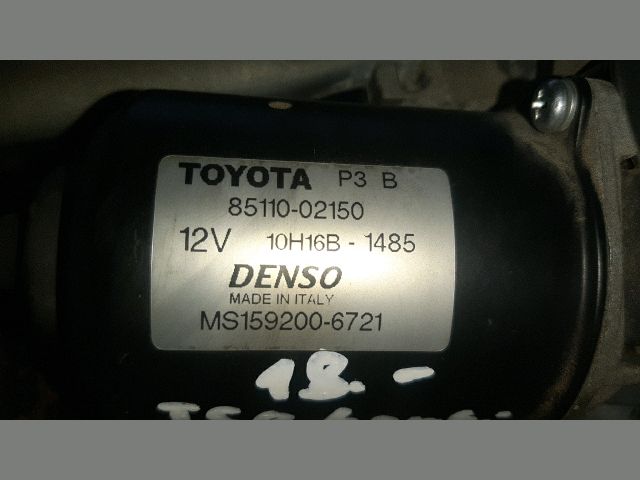 TOYOTA P3 B
85110-02150
12V 10H16B - 1485
DENSO
MADE IN ITALY
MS159200-6721
18.-